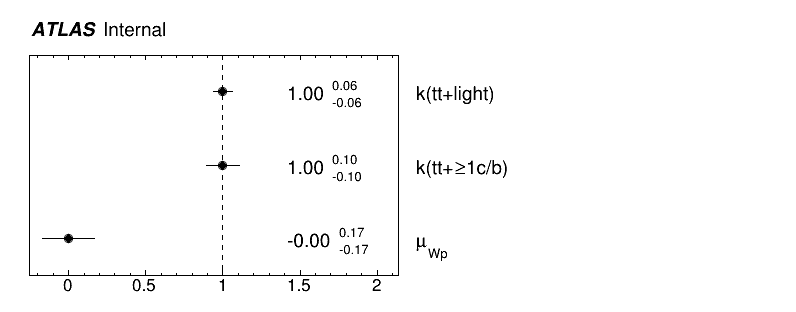 ATLAS Internal
1.00 0.06 -0.06 k(tt+light)
1.00 0.10 -0.10 k(tt+≥1c/b)
-0.00 0.17 -0.17 μWp
0 0.5 1 1.5 2